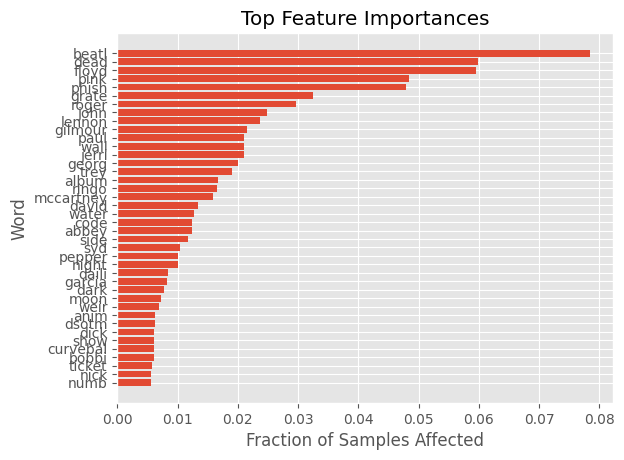 Top Feature Importances
beatl
dead
floyd
pink
phish
grate
roger
john
lennon
gilmour
paul
wall
jerri
georg
trey
album
ringo
mccartney
david
water
code
abbey
side
syd
pepper
night
daili
garcia
dark
moon
weir
anim
dsotm
dick
show
curvebal
bobbi
ticket
nick
numb
Word
0.00 0.01 0.02 0.03 0.04 0.05 0.06 0.07 0.08
Fraction of Samples Affected